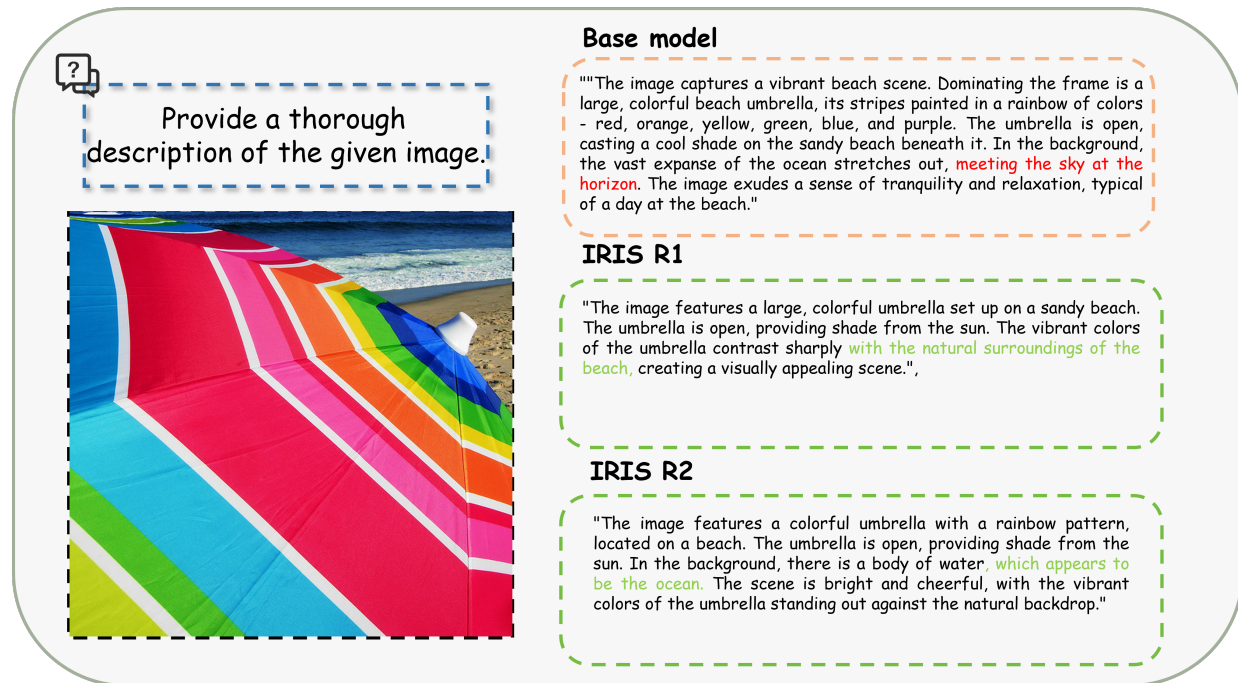 ?
Provide a thorough
description of the given image.
Base model
""The image captures a vibrant beach scene. Dominating the frame is a
large, colorful beach umbrella, its stripes painted in a rainbow of colors
- red, orange, yellow, green, blue, and purple. The umbrella is open,
casting a cool shade on the sandy beach beneath it. In the background,
the vast expanse of the ocean stretches out, meeting the sky at the
horizon. The image exudes a sense of tranquility and relaxation, typical
of a day at the beach."
IRIS R1
"The image features a large, colorful umbrella set up on a sandy beach.
The umbrella is open, providing shade from the sun. The vibrant colors
of the umbrella contrast sharply with the natural surroundings of the
beach, creating a visually appealing scene.",
IRIS R2
"The image features a colorful umbrella with a rainbow pattern,
located on a beach. The umbrella is open, providing shade from the
sun. In the background, there is a body of water, which appears to
be the ocean. The scene is bright and cheerful, with the vibrant
colors of the umbrella standing out against the natural backdrop."